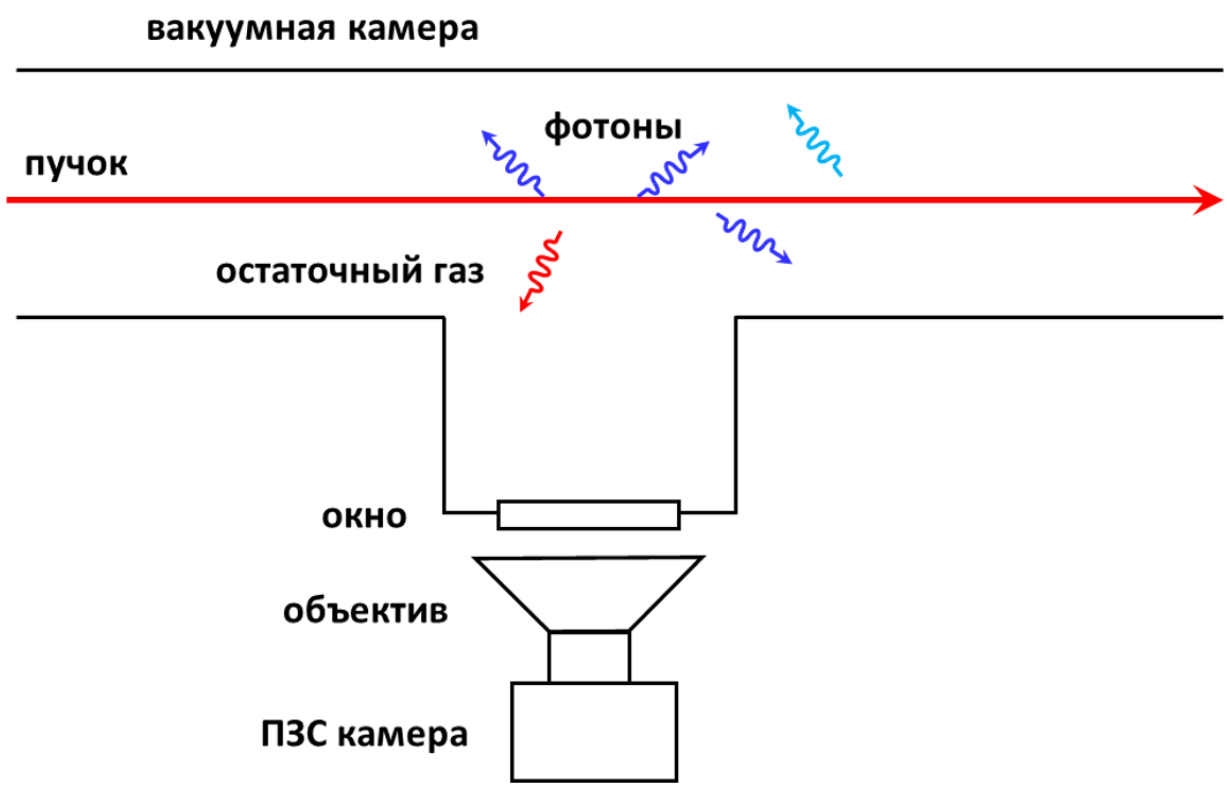 вакуумная камера
фотоны
пучок
остаточный газ
окно
объектив
ПЗС камера